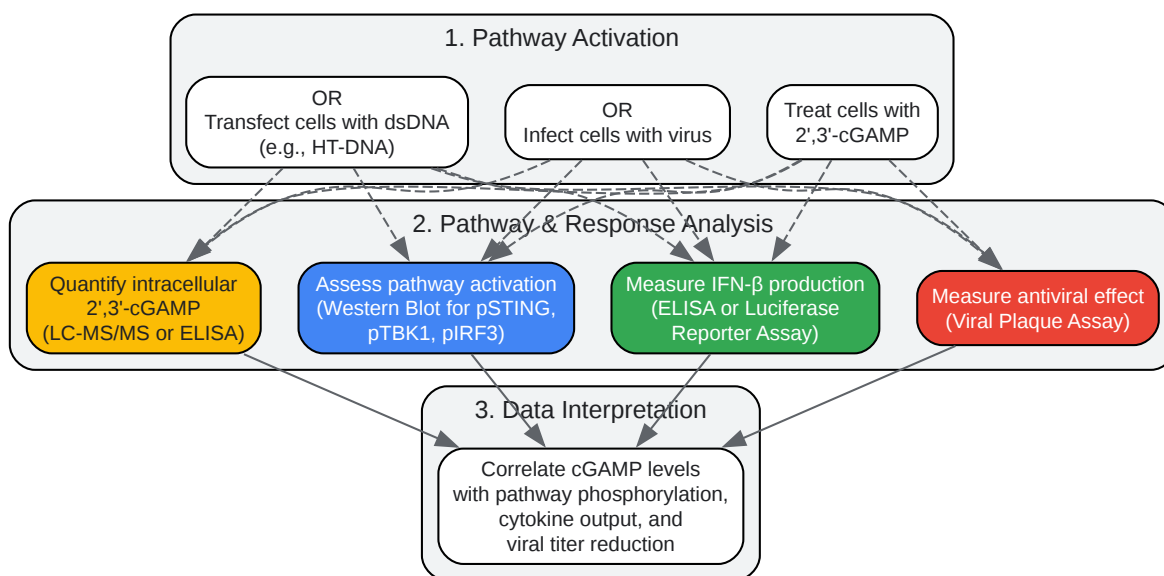 1. Pathway Activation
OR
Transfect cells with dsDNA
(e.g., HT-DNA)
OR
Infect cells with virus
Treat cells with
2',3'-cGAMP
2. Pathway & Response Analysis
Quantify intracellular
2',3'-cGAMP
(LC-MS/MS or ELISA)
Assess pathway activation
(Western Blot for pSTING,
pTBK1, pIRF3)
Measure IFN-β production
(ELISA or Luciferase
Reporter Assay)
Measure antiviral effect
(Viral Plaque Assay)
3. Data Interpretation
Correlate cGAMP levels
with pathway phosphorylation,
cytokine output, and
viral titer reduction